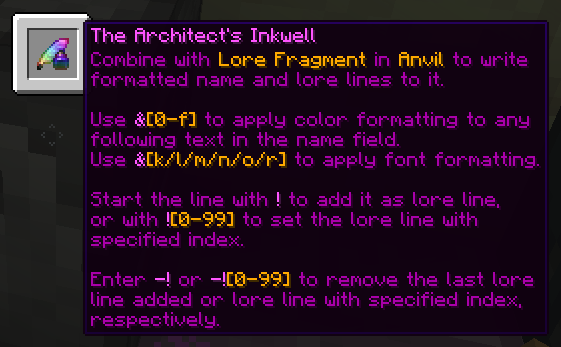 The Architect's Inkwell
Combine with Lore Fragment in Anvil to write
formatted name and lore lines to it.
Use &[0-f] to apply color formatting to any
following text in the name field.
Use &[k/l/m/n/o/r] to apply font formatting.
Start the line with ! to add it as lore line,
or with ![0-99] to set the lore line with
specified index.
Enter -! or -![0-99] to remove the last lore
line added or lore line with specified index,
respectively.